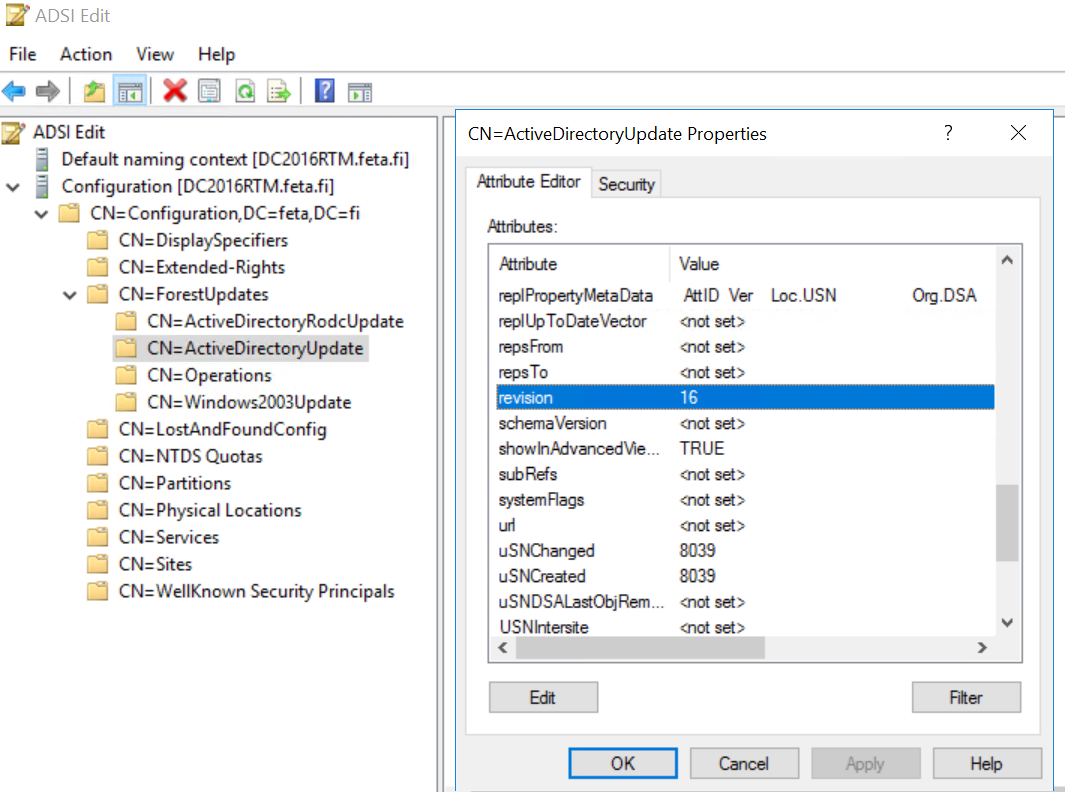 ADSI Edit
File Action View Help
ADSI Edit
Default naming context [DC2016RTM.feta.fi]
Configuration [DC2016RTM.feta.fi]
CN=Configuration,DC=feta,DC=fi
CN=DisplaySpecifiers
CN=Extended-Rights
CN=ForestUpdates
CN=ActiveDirectoryRodcUpdate
CN=ActiveDirectoryUpdate
CN=Operations
CN=Windows2003Update
CN=LostAndFoundConfig
CN=NTDS Quotas
CN=Partitions
CN=Physical Locations
CN=Services
CN=Sites
CN=WellKnown Security Principals
CN=ActiveDirectoryUpdate Properties ?
Attribute Editor Security
Attributes:
Attribute Value
replPropertyMetaData AttID Ver Loc.USN Org.DSA
replUpToDateVector <not set>
repsFrom <not set>
repsTo <not set>
revision 16
schemaVersion <not set>
showInAdvancedVie... TRUE
subRefs <not set>
systemFlags <not set>
url <not set>
uSNChanged 8039
uSNCreated 8039
uSNDSALastObjRem... <not set>
USNIntersite <not set>
Edit Filter
OK Cancel Apply Help